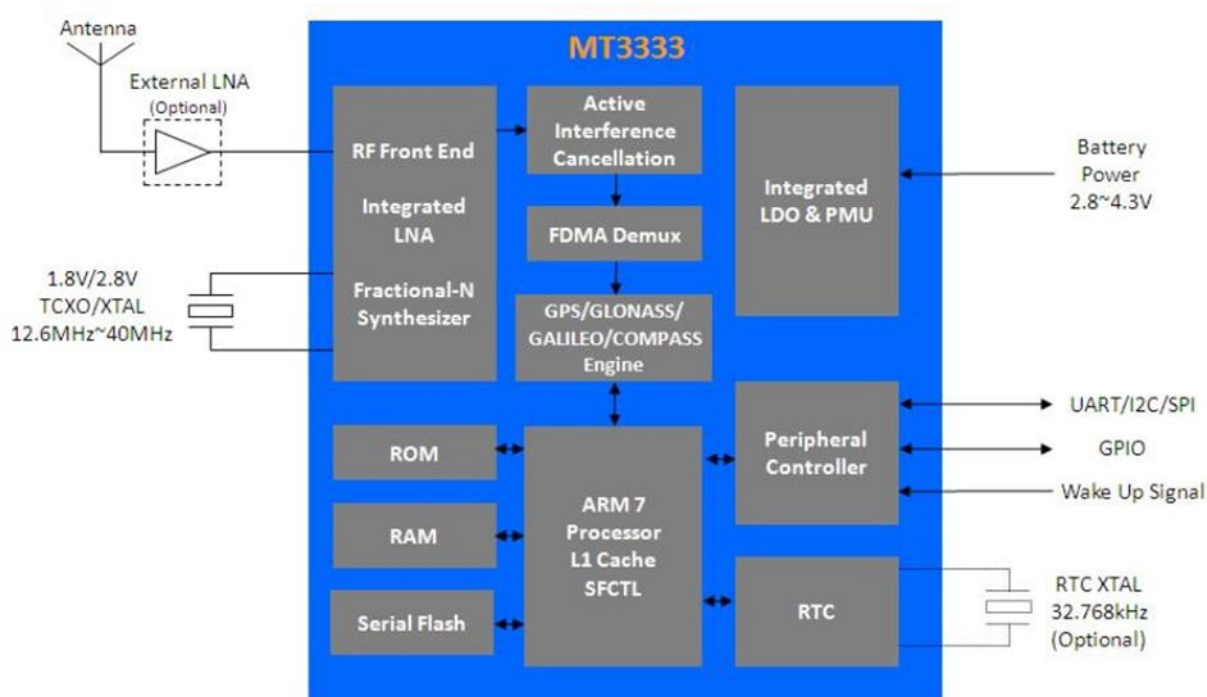 MT3333
Antenna
External LNA
(Optional)
RF Front End
Integrated
LNA
Fractional-N
Synthesizer
1.8V/2.8V
TCXO/XTAL
12.6MHz~40MHz
Active
Interference
Cancellation
FDMA Demux
GPS/GLONASS/
GALILEO/COMPASS
Engine
Integrated
LDO & PMU
Battery
Power
2.8~4.3V
ROM
RAM
Serial Flash
ARM 7
Processor
L1 Cache
SFCTL
Peripheral
Controller
UART/I2C/SPI
GPIO
Wake Up Signal
RTC
RTC XTAL
32.768kHz
(Optional)